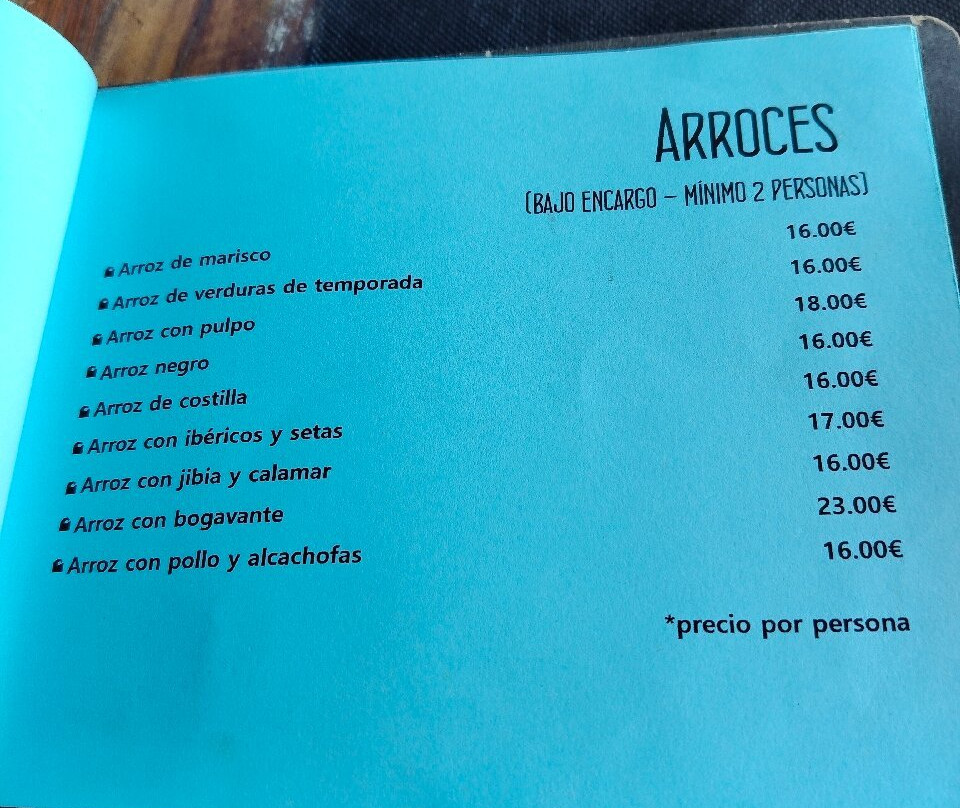 ARROCES
(BAJO ENCARGO – MÍNIMO 2 PERSONAS)
Arroz de marisco 16.00€
Arroz de verduras de temporada 16.00€
Arroz con pulpo 18.00€
Arroz negro 16.00€
Arroz de costilla 16.00€
Arroz con ibéricos y setas 17.00€
Arroz con jibia y calamar 16.00€
Arroz con bogavante 23.00€
Arroz con pollo y alcachofas 16.00€
*precio por persona